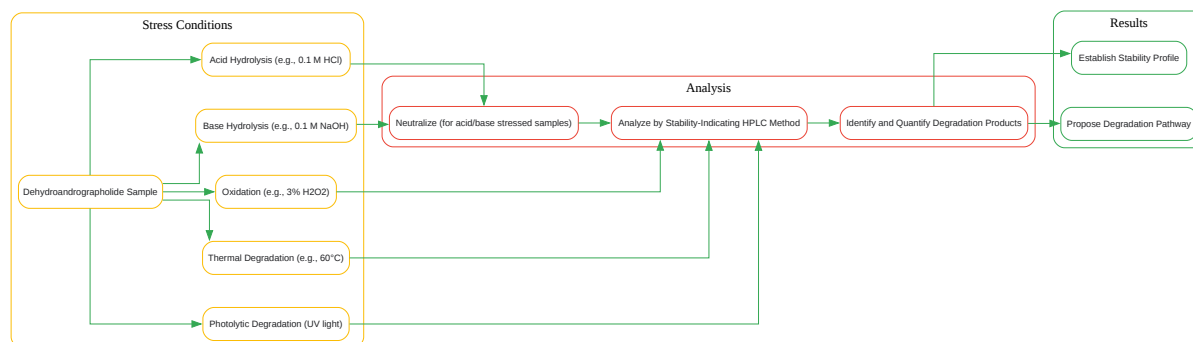 Stress Conditions
Dehydroandrographolide Sample
Acid Hydrolysis (e.g., 0.1 M HCl)
Base Hydrolysis (e.g., 0.1 M NaOH)
Oxidation (e.g., 3% H2O2)
Thermal Degradation (e.g., 60°C)
Photolytic Degradation (UV light)
Analysis
Neutralize (for acid/base stressed samples)
Analyze by Stability-Indicating HPLC Method
Identify and Quantify Degradation Products
Results
Establish Stability Profile
Propose Degradation Pathway